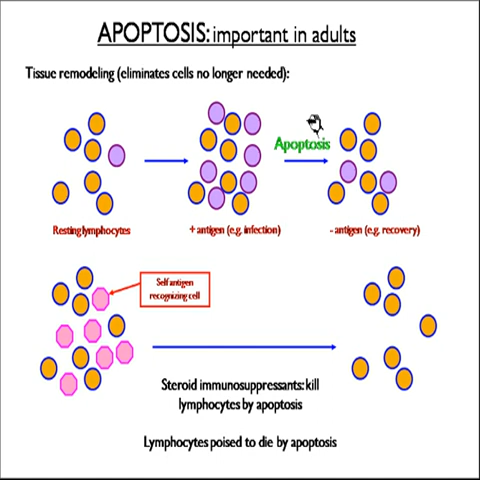 APOPTOSIS: important in adults
Tissue remodeling (eliminates cells no longer needed):
Apoptosis
Resting lymphocytes
+ antigen (e.g. infection)
- antigen (e.g. recovery)
Self antigen
recognizing cell
Steroid immunosuppressants: kill
lymphocytes by apoptosis
Lymphocytes poised to die by apoptosis